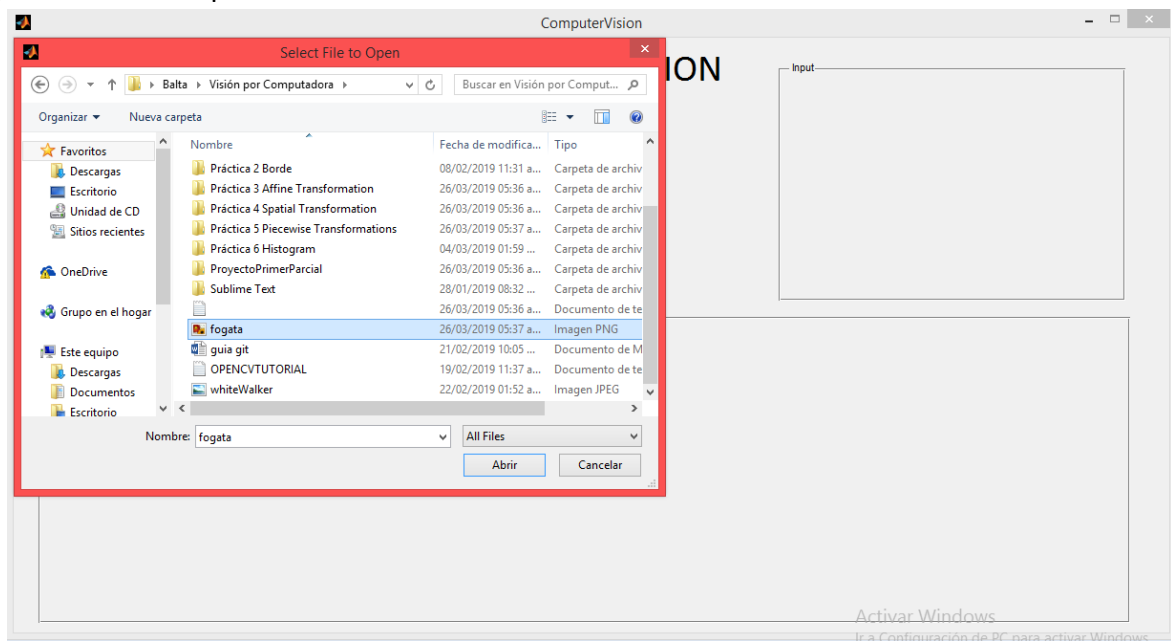 ComputerVision
Select File to Open
ION
Input
Balta Visión por Computadora
Buscar en Visión por Comput...
Organizar Nueva carpeta
Nombre Fecha de modifica... Tipo
Favoritos
Descargas
Escritorio
Unidad de CD
Sitios recientes
OneDrive
Grupo en el hogar
Este equipo
Descargas
Documentos
Escritorio
Práctica 2 Borde 08/02/2019 11:31 a... Carpeta de archiv
Práctica 3 Affine Transformation 26/03/2019 05:36 a... Carpeta de archiv
Práctica 4 Spatial Transformation 26/03/2019 05:36 a... Carpeta de archiv
Práctica 5 Piecewise Transformations 26/03/2019 05:37 a... Carpeta de archiv
Práctica 6 Histogram 04/03/2019 01:59 ... Carpeta de archiv
ProyectoPrimerParcial 26/03/2019 05:36 a... Carpeta de archiv
Sublime Text 28/01/2019 08:32 ... Carpeta de archiv
26/03/2019 05:36 a... Documento de te
fogata 26/03/2019 05:37 a... Imagen PNG
guia git 21/02/2019 10:05 ... Documento de M
OPENCVTUTORIAL 19/02/2019 11:37 a... Documento de te
whiteWalker 22/02/2019 01:52 a... Imagen JPEG
Nombre: fogata All Files
Abrir Cancelar
Activar Windows
Ir a Configuración de PC para activar Windows